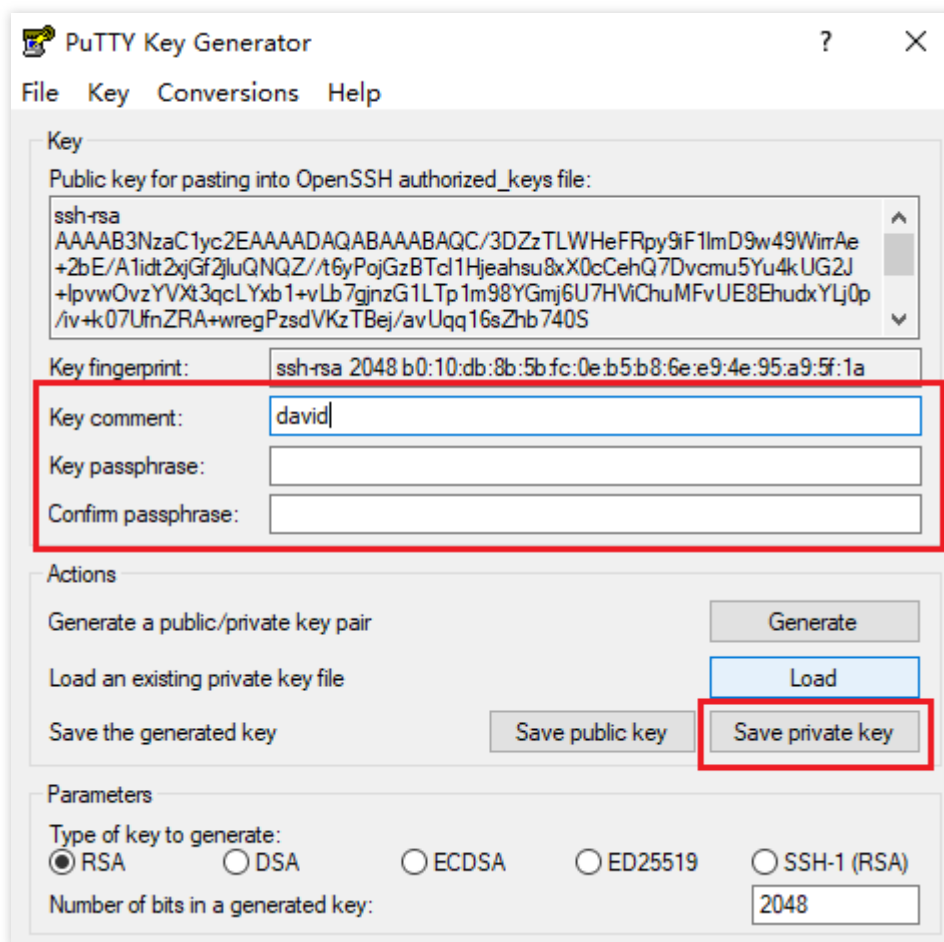 PuTTY Key Generator
File Key Conversions Help
Key
Public key for pasting into OpenSSH authorized_keys file:
ssh-rsa
AAAAB3NzaC1yc2EAAAADAQABAAABAQC/3DZzTLWHeFRpy9iF1ImD9w49WirrAe
+2bE/A1idt2xjGf2jluQNQZ//t6yPojGzBTcI1Hjeahsu8xX0cCehQ7Dvcmu5Yu4kUG2J
+IpvwOvzYVXt3qcLYxb1+vLb7gjnzG1LTp1m98YGmj6U7HViChuMFvUE8EhudxYLj0p
/iv+k07UfnZRA+wregPzsdVKzTBej/avUqq16sZhb740S
Key fingerprint: ssh-rsa 2048 b0:10:db:8b:5b:fc:0e:b5:b8:6e:e9:4e:95:a9:5f:1a
Key comment: david
Key passphrase:
Confirm passphrase:
Actions
Generate a public/private key pair Generate
Load an existing private key file Load
Save the generated key Save public key Save private key
Parameters
Type of key to generate:
RSA DSA ECDSA ED25519 SSH-1 (RSA)
Number of bits in a generated key: 2048